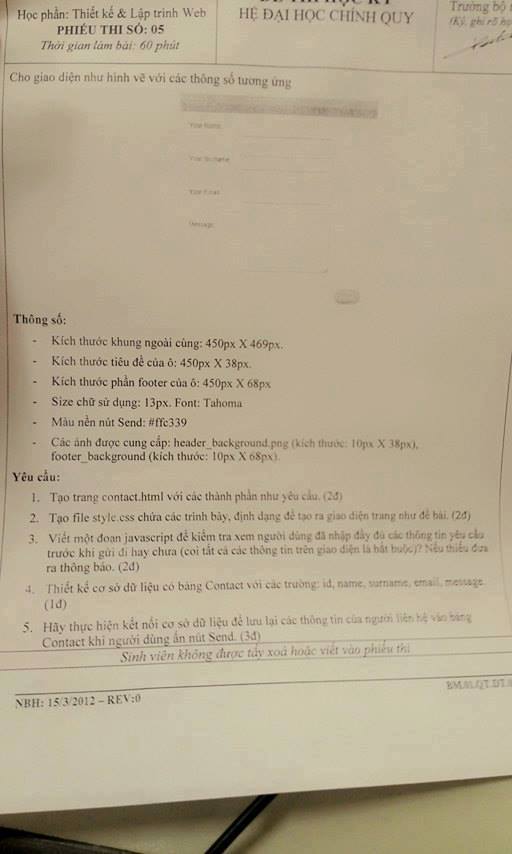 HỆ ĐẠI HỌC CHÍNH QUY
Trường bộ
(Ký, ghi rõ họ
Học phần: Thiết kế & Lập trình Web
PHIẾU THI SỐ: 05
Thời gian làm bài: 60 phút
Cho giao diện như hình vẽ với các thông số tương ứng
Your Name
Your Surname
Your Email
Message
Thông số:
- Kích thước khung ngoài cùng: 450px X 469px.
- Kích thước tiêu đề của ô: 450px X 38px.
- Kích thước phần footer của ô: 450px X 68px
- Size chữ sử dụng: 13px. Font: Tahoma
- Màu nền nút Send: #ffc339
- Các ảnh được cung cấp: header_background.png (kích thước: 10px X 38px),
footer_background (kích thước: 10px X 68px).
Yêu cầu:
1. Tạo trang contact.html với các thành phần như yêu cầu. (2đ)
2. Tạo file style.css chứa các trình bày, định dạng để tạo ra giao diện trang như đề bài. (2đ)
3. Viết một đoạn javascript để kiểm tra xem người dùng đã nhập đầy đủ các thông tin yêu cầu
trước khi gửi đi hay chưa (coi tất cả các thông tin trên giao diện là bắt buộc)? Nếu thiếu đưa
ra thông báo. (2đ)
4. Thiết kế cơ sở dữ liệu có bảng Contact với các trường: id, name, surname, email, message.
(1đ)
5. Hãy thực hiện kết nối cơ sở dữ liệu để lưu lại các thông tin của người liên hệ vào bảng
Contact khi người dùng ấn nút Send. (3đ)
Sinh viên không được tẩy xoá hoặc viết vào phiếu thi
NBH: 15/3/2012 – REV:0